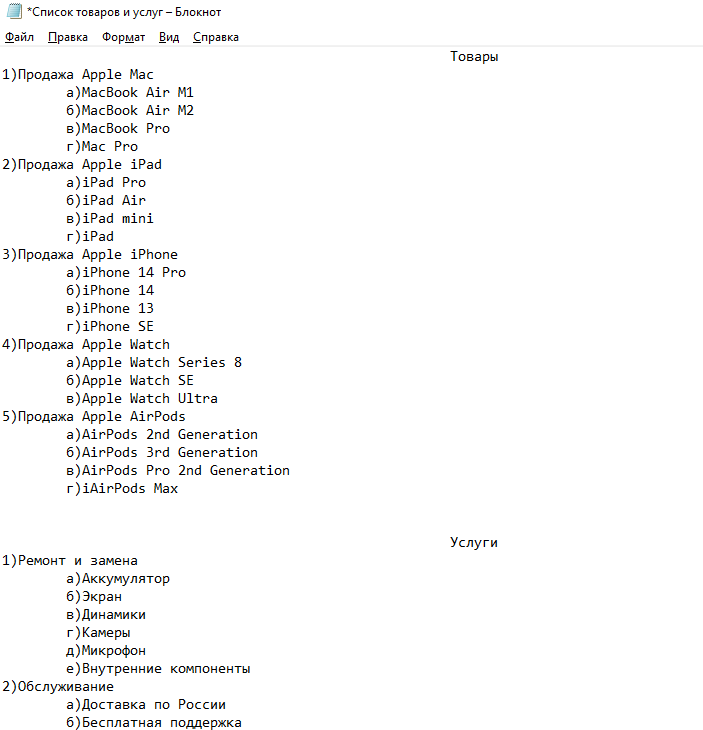 *Список товаров и услуг – Блокнот
Файл Правка Формат Вид Справка
Товары
1)Продажа Apple Mac
а)MacBook Air M1
б)MacBook Air M2
в)MacBook Pro
г)Mac Pro
2)Продажа Apple iPad
а)iPad Pro
б)iPad Air
в)iPad mini
г)iPad
3)Продажа Apple iPhone
а)iPhone 14 Pro
б)iPhone 14
в)iPhone 13
г)iPhone SE
4)Продажа Apple Watch
а)Apple Watch Series 8
б)Apple Watch SE
в)Apple Watch Ultra
5)Продажа Apple AirPods
а)AirPods 2nd Generation
б)AirPods 3rd Generation
в)AirPods Pro 2nd Generation
г)iAirPods Max
Услуги
1)Ремонт и замена
а)Аккумулятор
б)Экран
в)Динамики
г)Камеры
д)Микрофон
е)Внутренние компоненты
2)Обслуживание
а)Доставка по России
б)Бесплатная поддержка